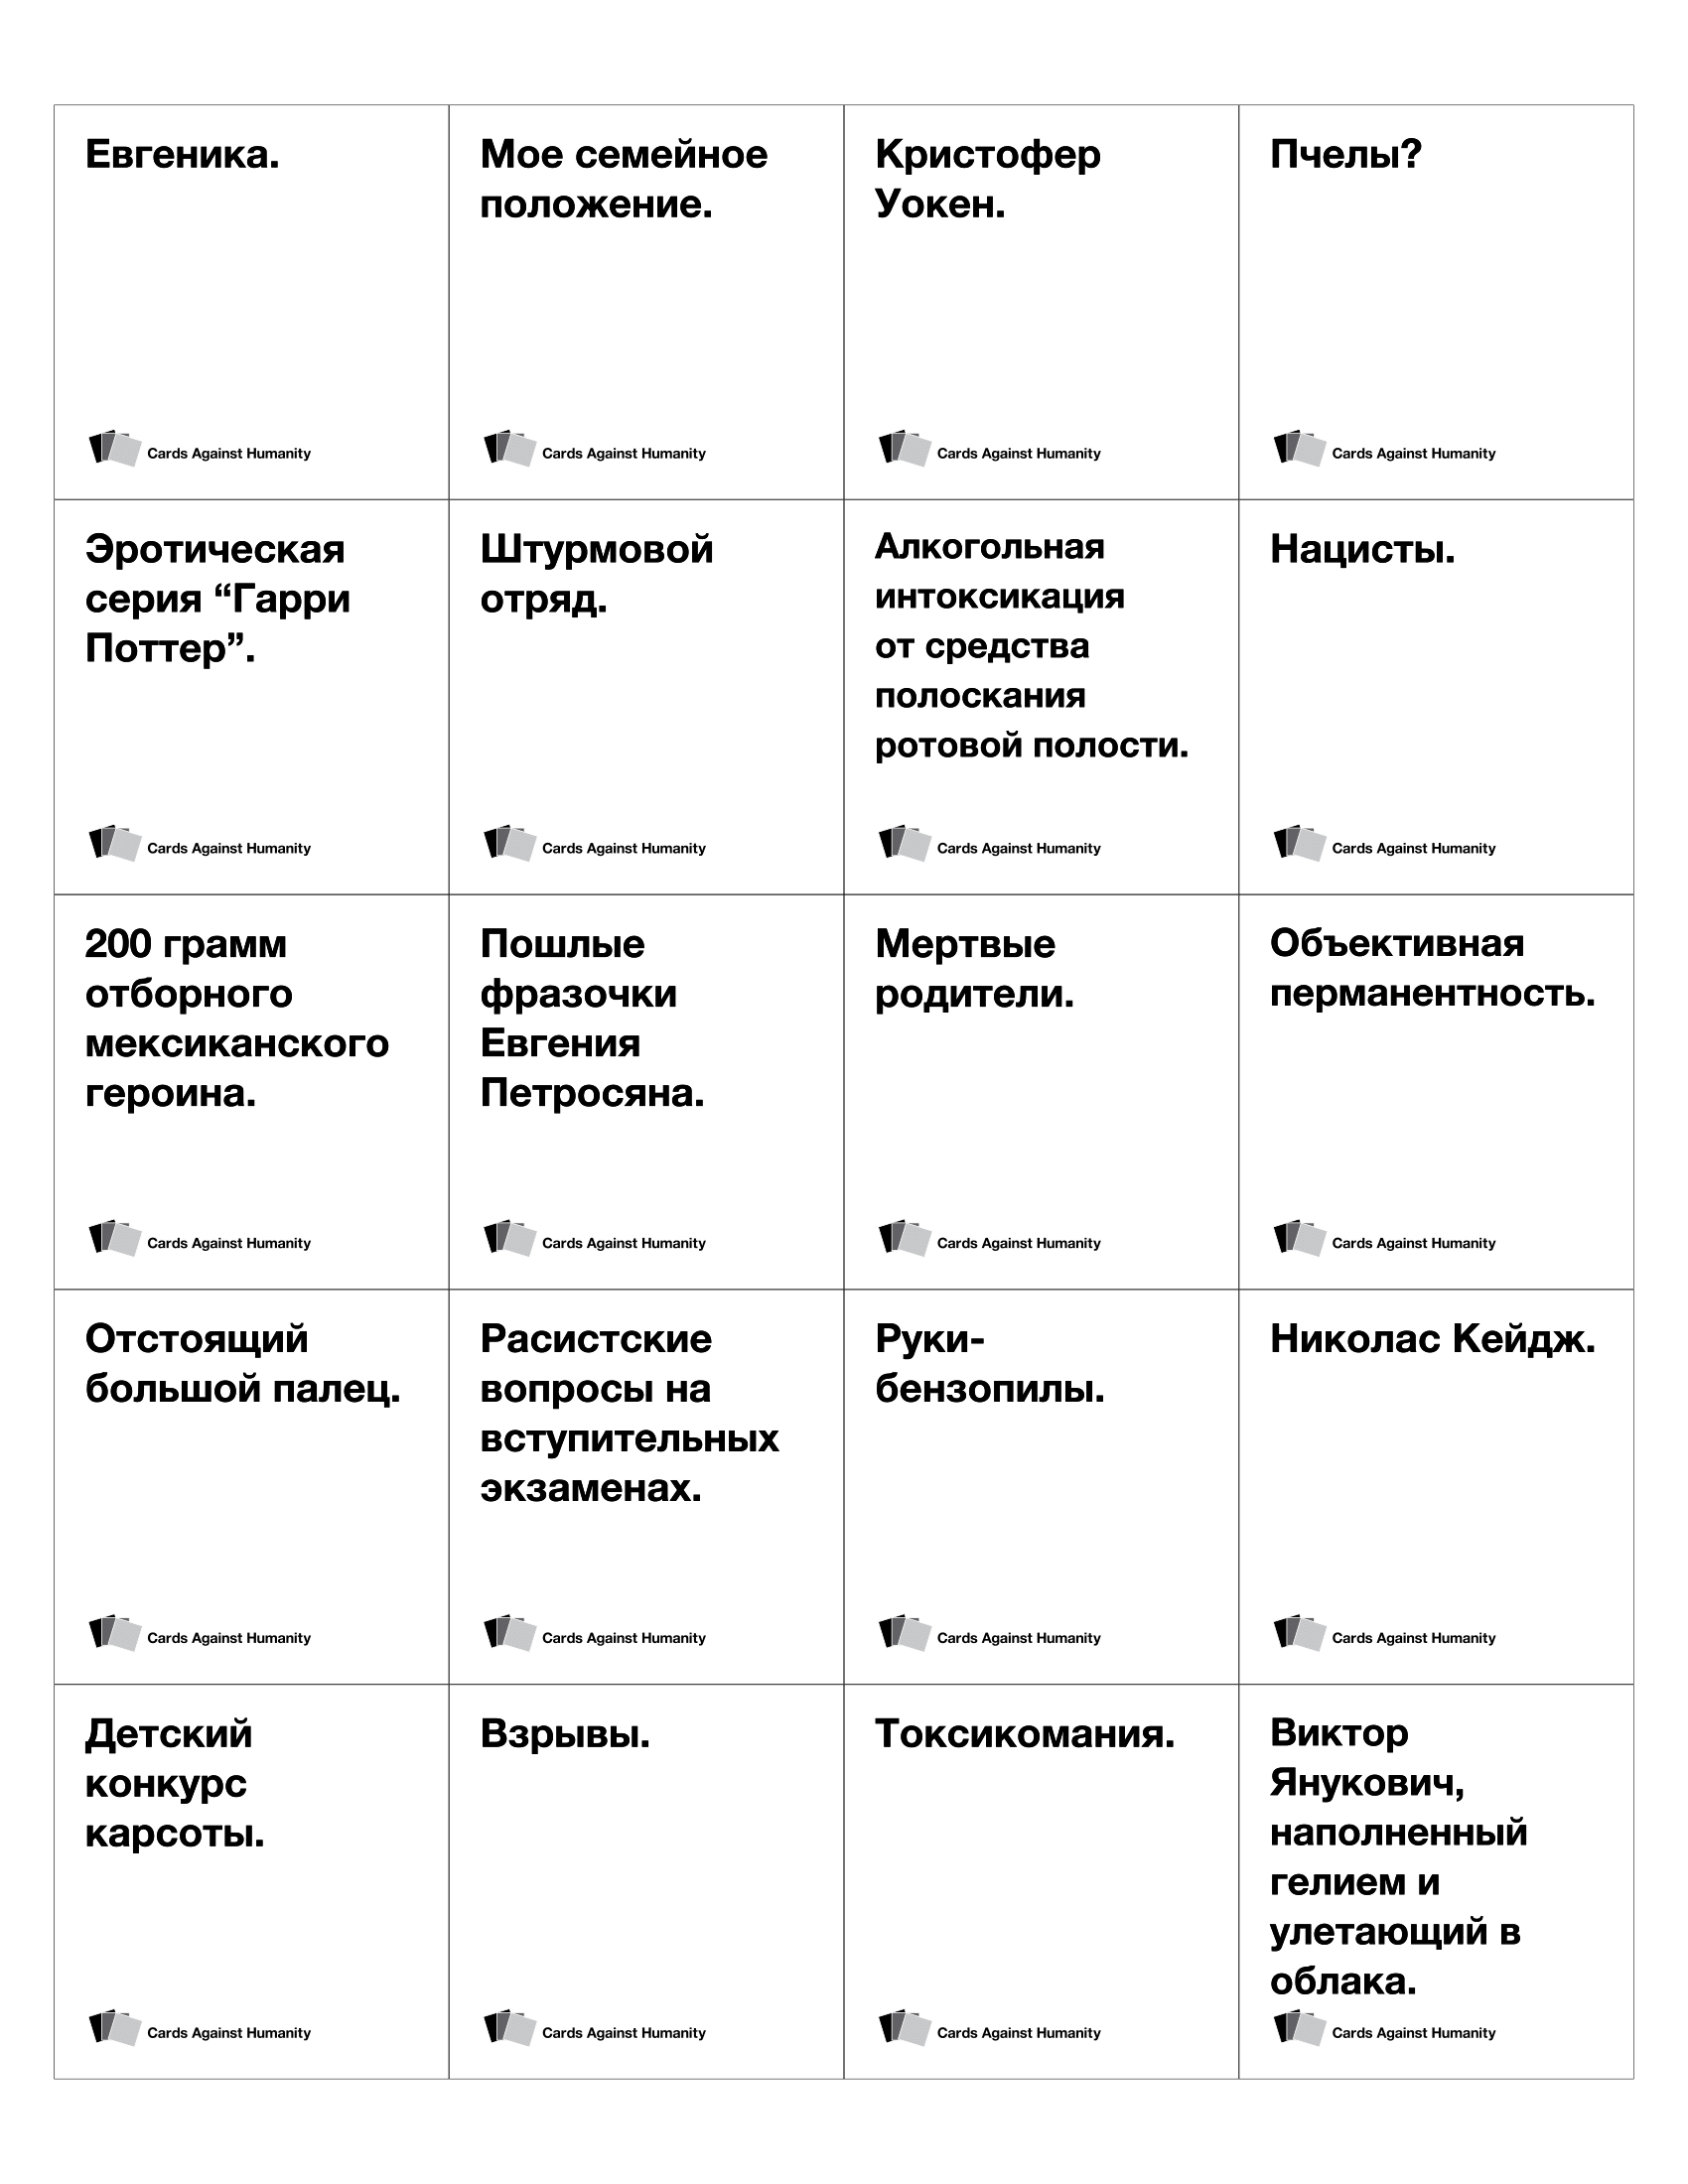 Евгеника.
Cards Against Humanity
Мое семейное
положение.
Cards Against Humanity
Кристофер
Уокен.
Cards Against Humanity
Пчелы?
Cards Against Humanity
Эротическая
серия “Гарри
Поттер”.
Cards Against Humanity
Штурмовой
отряд.
Cards Against Humanity
Алкогольная
интоксикация
от средства
полоскания
ротовой полости.
Cards Against Humanity
Нацисты.
Cards Against Humanity
200 грамм
отборного
мексиканского
героина.
Cards Against Humanity
Пошлые
фразочки
Евгения
Петросяна.
Cards Against Humanity
Мертвые
родители.
Cards Against Humanity
Объективная
перманентность.
Cards Against Humanity
Отстоящий
большой палец.
Cards Against Humanity
Расистские
вопросы на
вступительных
экзаменах.
Cards Against Humanity
Руки-
бензопилы.
Cards Against Humanity
Николас Кейдж.
Cards Against Humanity
Детский
конкурс
карсоты.
Cards Against Humanity
Взрывы.
Cards Against Humanity
Токсикомания.
Cards Against Humanity
Виктор
Янукович,
наполненный
гелием и
улетающий в
облака.
Cards Against Humanity